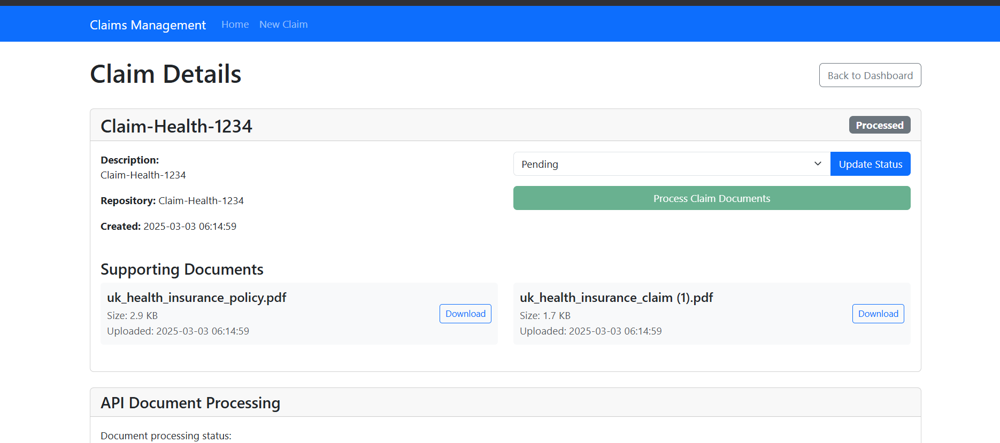 Claims Management Home New Claim
Claim Details
Back to Dashboard
Claim-Health-1234
Processed
Description:
Claim-Health-1234
Repository: Claim-Health-1234
Created: 2025-03-03 06:14:59
Pending
Update Status
Process Claim Documents
Supporting Documents
uk_health_insurance_policy.pdf
Size: 2.9 KB
Uploaded: 2025-03-03 06:14:59
Download
uk_health_insurance_claim (1).pdf
Size: 1.7 KB
Uploaded: 2025-03-03 06:14:59
Download
API Document Processing
Document processing status: